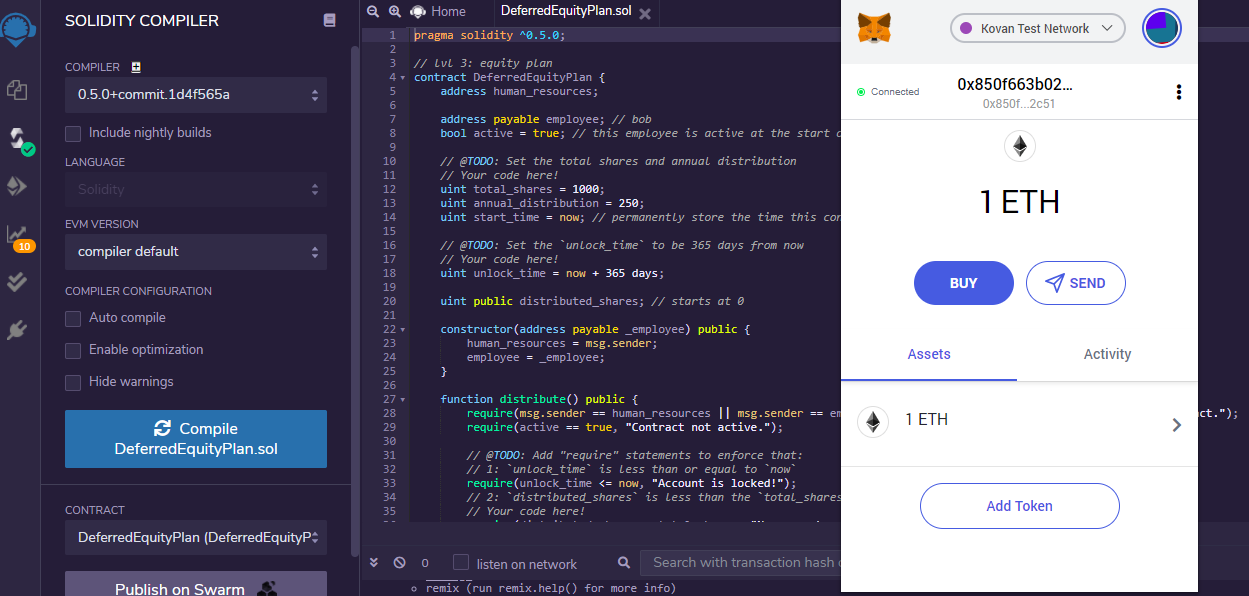 SOLIDITY COMPILER
COMPILER
0.5.0+commit.1d4f565a
Include nightly builds
LANGUAGE
Solidity
EVM VERSION
compiler default
COMPILER CONFIGURATION
Auto compile
Enable optimization
Hide warnings
Compile
DeferredEquityPlan.sol
CONTRACT
DeferredEquityPlan (DeferredEquityP
Publish on Swarm
10
Home
DeferredEquityPlan.sol
1 pragma solidity ^0.5.0;
2
3 // lvl 3: equity plan
4 contract DeferredEquityPlan {
5 address human_resources;
6
7 address payable employee; // bob
8 bool active = true; // this employee is active at the start o
9
10 // @TODO: Set the total shares and annual distribution
11 // Your code here!
12 uint total_shares = 1000;
13 uint annual_distribution = 250;
14 uint start_time = now; // permanently store the time this con
15
16 // @TODO: Set the `unlock_time` to be 365 days from now
17 // Your code here!
18 uint unlock_time = now + 365 days;
19
20 uint public distributed_shares; // starts at 0
21
22 constructor(address payable _employee) public {
23 human_resources = msg.sender;
24 employee = _employee;
25 }
26
27 function distribute() public {
28 require(msg.sender == human_resources || msg.sender == em ct.");
29 require(active == true, "Contract not active.");
30
31 // @TODO: Add "require" statements to enforce that:
32 // 1: `unlock_time` is less than or equal to `now`
33 require(unlock_time <= now, "Account is locked!");
34 // 2: `distributed_shares` is less than the `total_shares
35 // Your code here!
0
listen on network
Search with transaction hash o
remix (run remix.help() for more info)
Kovan Test Network
Connected
0x850f663b02...
0x850f...2c51
1 ETH
BUY
SEND
Assets
Activity
1 ETH
Add Token